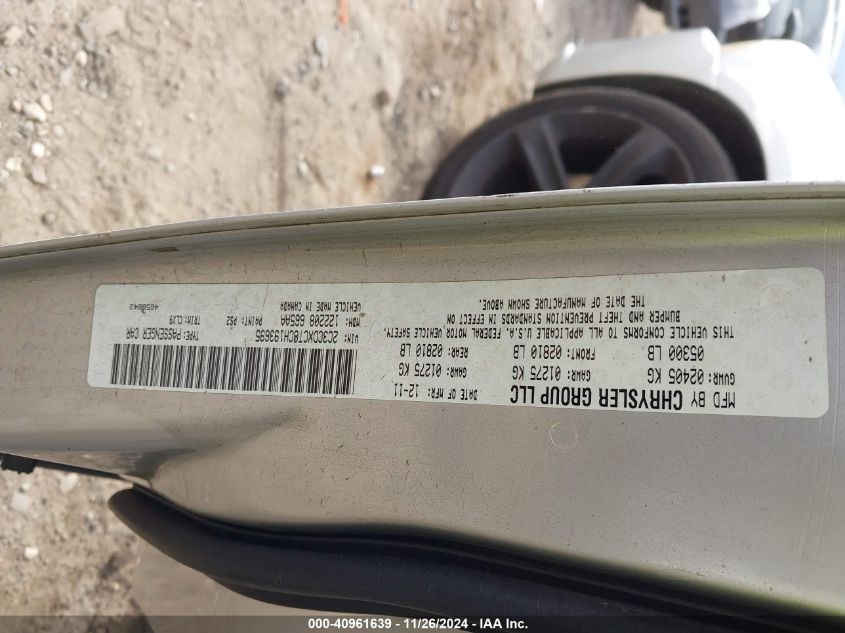 MFD BY CHRYSLER GROUP LLC DATE OF MFR: 12-11
GVWR: 02405 KG GAWR: 01275 KG GAWR: 01275 KG
05300 LB FRONT: 02810 LB REAR: 02810 LB
THIS VEHICLE CONFORMS TO ALL APPLICABLE U.S.A. FEDERAL MOTOR VEHICLE SAFETY,
BUMPER AND THEFT PREVENTION STANDARDS IN EFFECT ON
THE DATE OF MANUFACTURE SHOWN ABOVE.
VIN: 2C3CDXCT8CH193695 TYPE: PASSENGER CAR
MDH: 122208 665AA PAINT: PS2 TRIM: CLX9
VEHICLE MADE IN CANADA 4658643
000-40961639 - 11/26/2024 - IAA Inc.